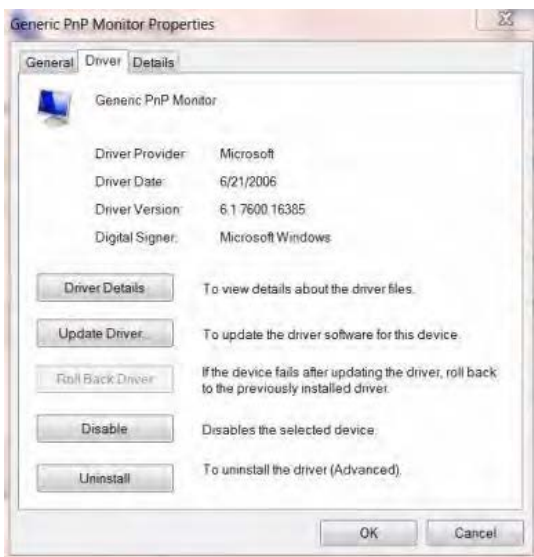 Generic PnP Monitor Properties
General Driver Details
Generic PnP Monitor
Driver Provider: Microsoft
Driver Date: 6/21/2006
Driver Version: 6.1.7600.16385
Digital Signer: Microsoft Windows
Driver Details To view details about the driver files.
Update Driver... To update the driver software for this device.
Roll Back Driver If the device fails after updating the driver, roll back
to the previously installed driver.
Disable Disables the selected device.
Uninstall To uninstall the driver (Advanced).
OK Cancel